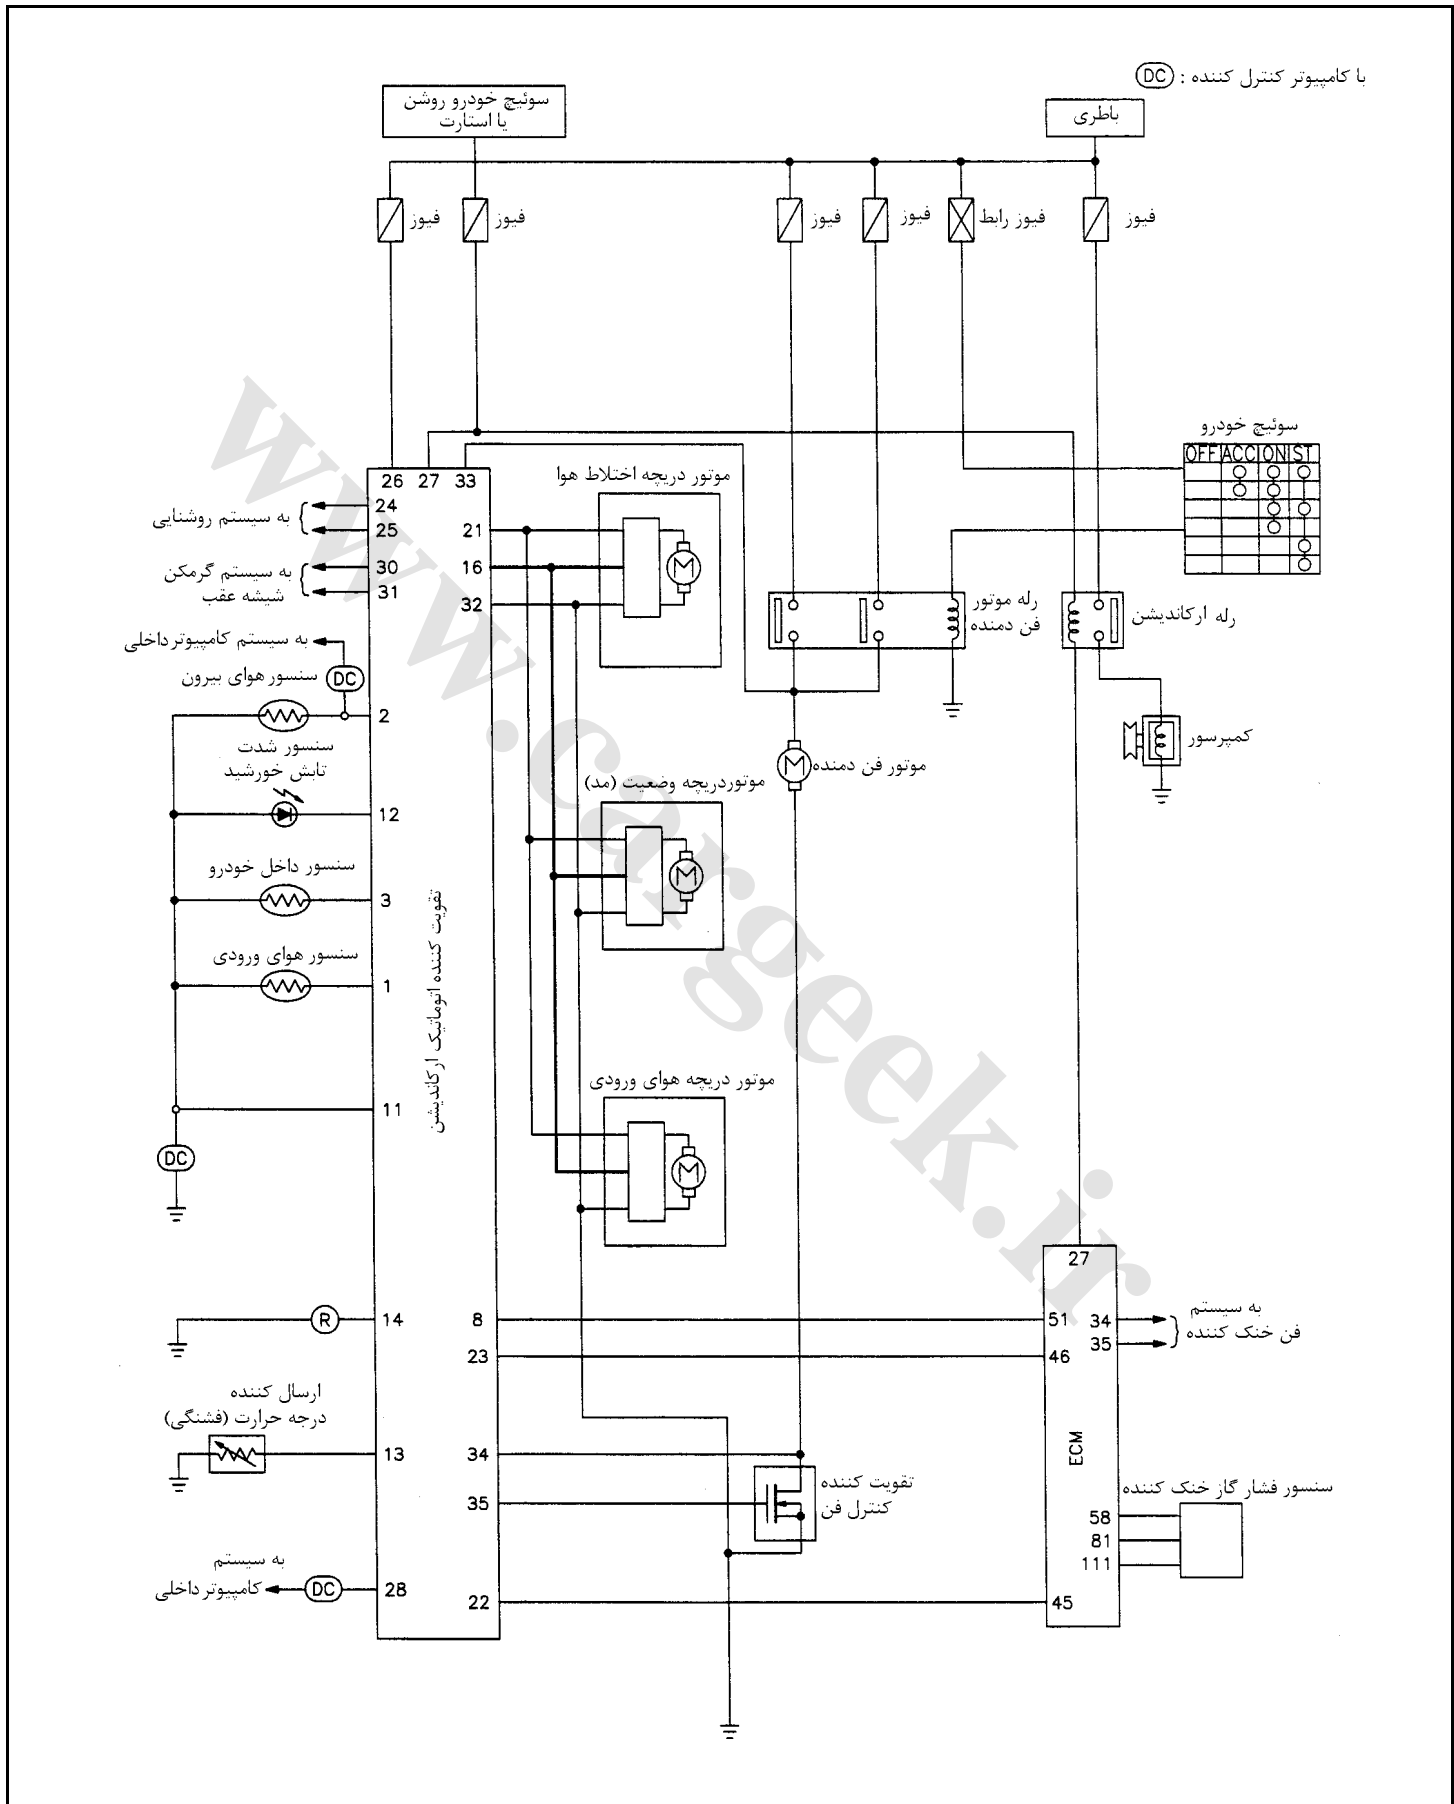 با کامپیوتر کنترل کننده : DC
سوئیچ خودرو روشن
یا استارت
باطری
فیوز
فیوز
فیوز
فیوز
فیوز رابط
فیوز
سوئیچ خودرو
OFF ACC ON ST
26 27 33
موتور دریچه اختلاط هوا
24
به سیستم روشنایی
25
21
30
به سیستم گرمکن
شیشه عقب
31
16
32
رله موتور
فن دمنده
رله ارکاندیشن
M
به سیستم کامپیوتر داخلی
DC
سنسور هوای بیرون
2
کمپرسور
سنسور شدت
تابش خورشید
12
موتور فن دمنده
M
موتوردریچه وضعیت (مد)
M
سنسور داخل خودرو
3
تقویت کننده اتوماتیک ارکاندیشن
سنسور هوای ورودی
1
موتور دریچه هوای ورودی
M
11
DC
27
14
R
8
51
34
35
به سیستم
فن خنک کننده
23
46
ارسال کننده
درجه حرارت (فشنگی)
13
34
ECM
35
تقویت کننده
کنترل فن
سنسور فشار گاز خنک کننده
58
81
111
به سیستم
کامپیوتر داخلی
DC
28
22
45
www.cargeek.ir